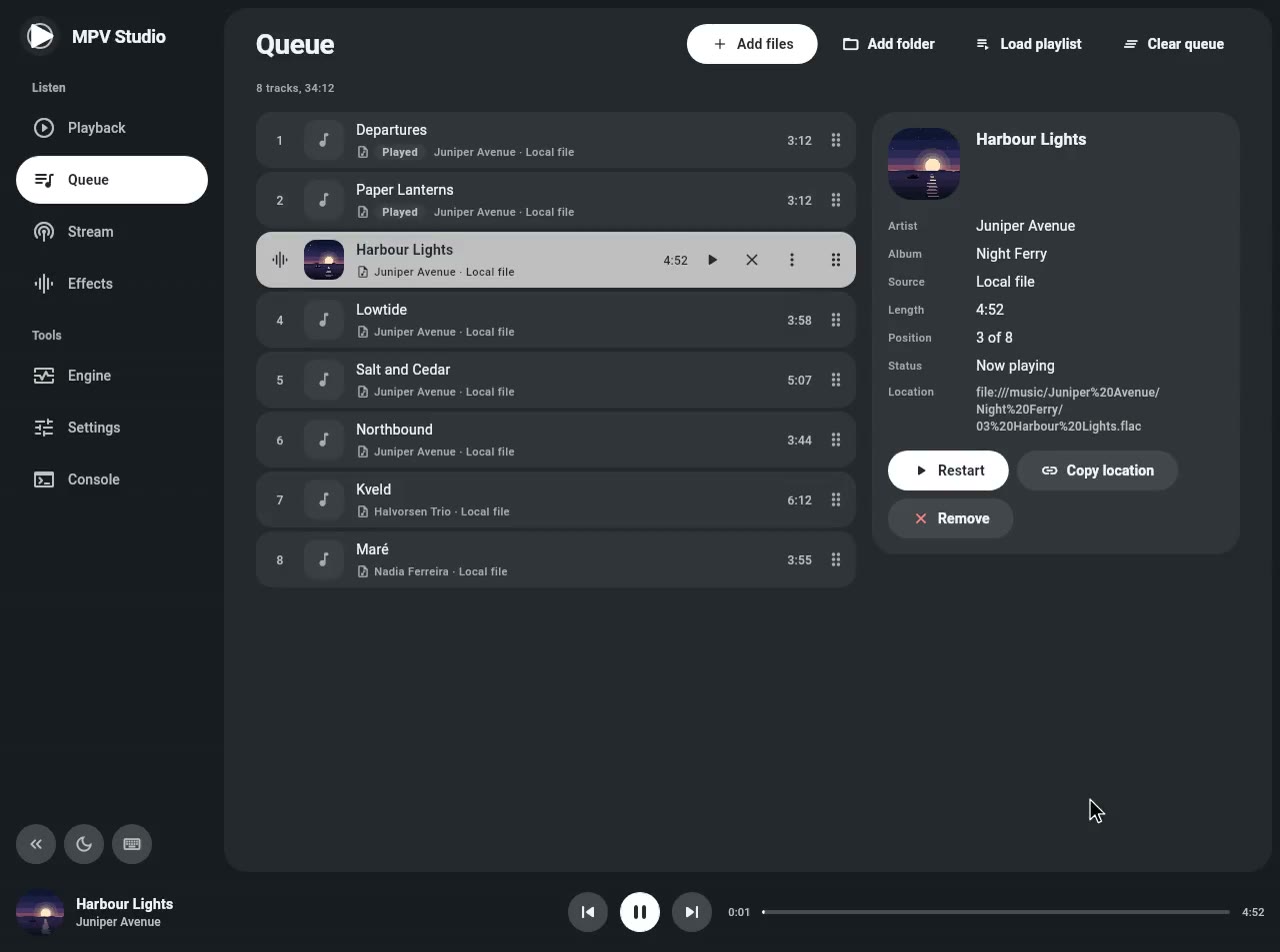 MPV Studio
Listen
Playback
Queue
Stream
Effects
Tools
Engine
Settings
Console
Queue
Add files
Add folder
Load playlist
Clear queue
8 tracks, 34:12
1
Departures
3:12
Played Juniper Avenue · Local file
2
Paper Lanterns
3:12
Played Juniper Avenue · Local file
Harbour Lights
4:52
Juniper Avenue · Local file
4
Lowtide
3:58
Juniper Avenue · Local file
5
Salt and Cedar
5:07
Juniper Avenue · Local file
6
Northbound
3:44
Juniper Avenue · Local file
7
Kveld
6:12
Halvorsen Trio · Local file
8
Maré
3:55
Nadia Ferreira · Local file
Harbour Lights
Artist Juniper Avenue
Album Night Ferry
Source Local file
Length 4:52
Position 3 of 8
Status Now playing
Location file:///music/Juniper%20Avenue/
Night%20Ferry/
03%20Harbour%20Lights.flac
Restart
Copy location
Remove
Harbour Lights
Juniper Avenue
0:01
4:52